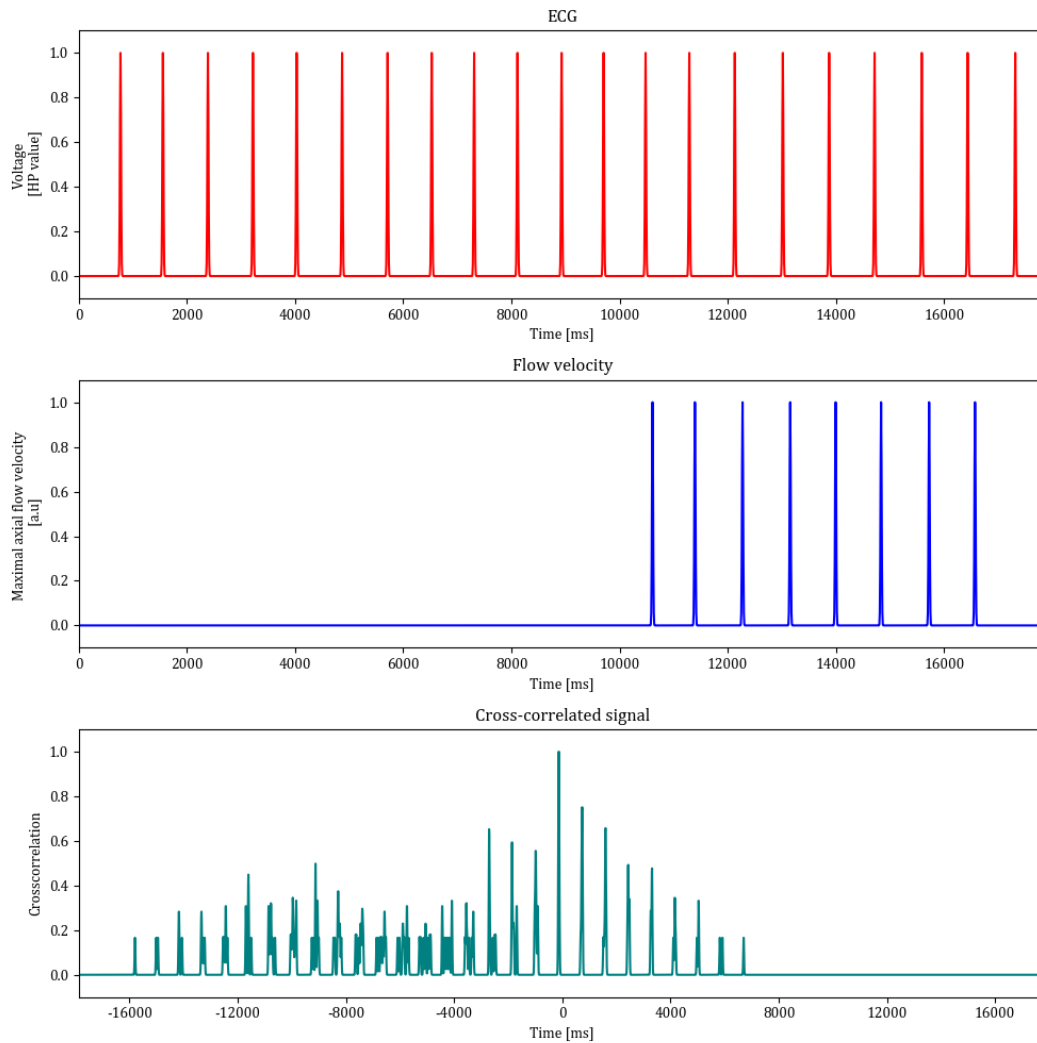 ECG
1.0
0.8
0.6
0.4
0.2
0.0
Voltage
[HP value]
0 2000 4000 6000 8000 10000 12000 14000 16000
Time [ms]
Flow velocity
1.0
0.8
0.6
0.4
0.2
0.0
Maximal axial flow velocity
[a.u]
0 2000 4000 6000 8000 10000 12000 14000 16000
Time [ms]
Cross-correlated signal
1.0
0.8
0.6
0.4
0.2
0.0
Crosscorrelation
-16000 -12000 -8000 -4000 0 4000 8000 12000 16000
Time [ms]